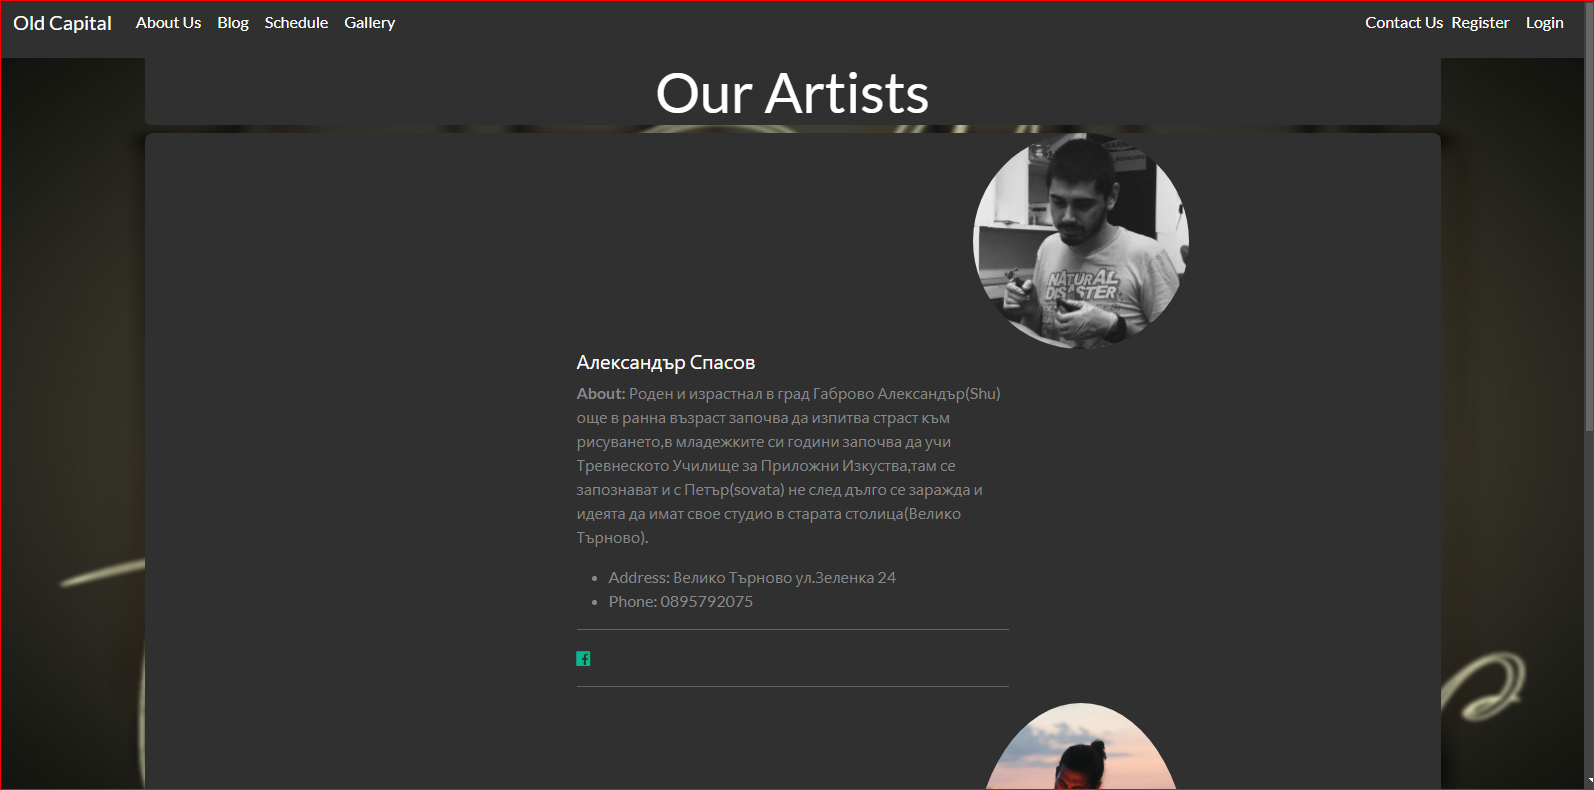 Old Capital About Us Blog Schedule Gallery Contact Us Register Login
Our Artists
NATURAL
DISASTER
Александър Спасов
About: Роден и израстнал в град Габрово Александър(Shu)
още в ранна възраст започва да изпитва страст към
рисуването,в младежките си години започва да учи
Тревнеското Училище за Приложни Изкуства,там се
запознават и с Петър(sovata) не след дълго се заражда и
идеята да имат свое студио в старата столица(Велико
Търново).
• Address: Велико Търново ул.Зеленка 24
• Phone: 0895792075